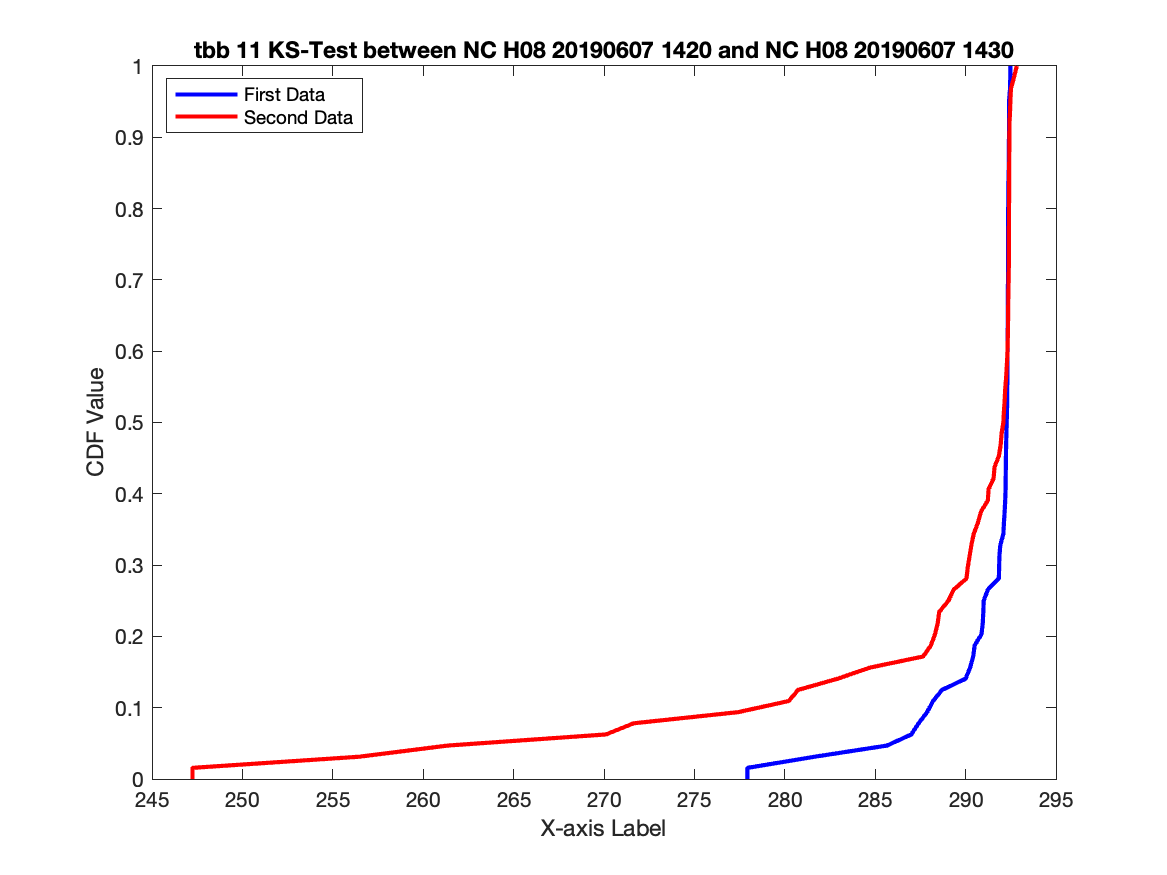 tbb 11 KS-Test between NC H08 20190607 1420 and NC H08 20190607 1430
First Data
Second Data
CDF Value
1
0.9
0.8
0.7
0.6
0.5
0.4
0.3
0.2
0.1
0
245 250 255 260 265 270 275 280 285 290 295
X-axis Label